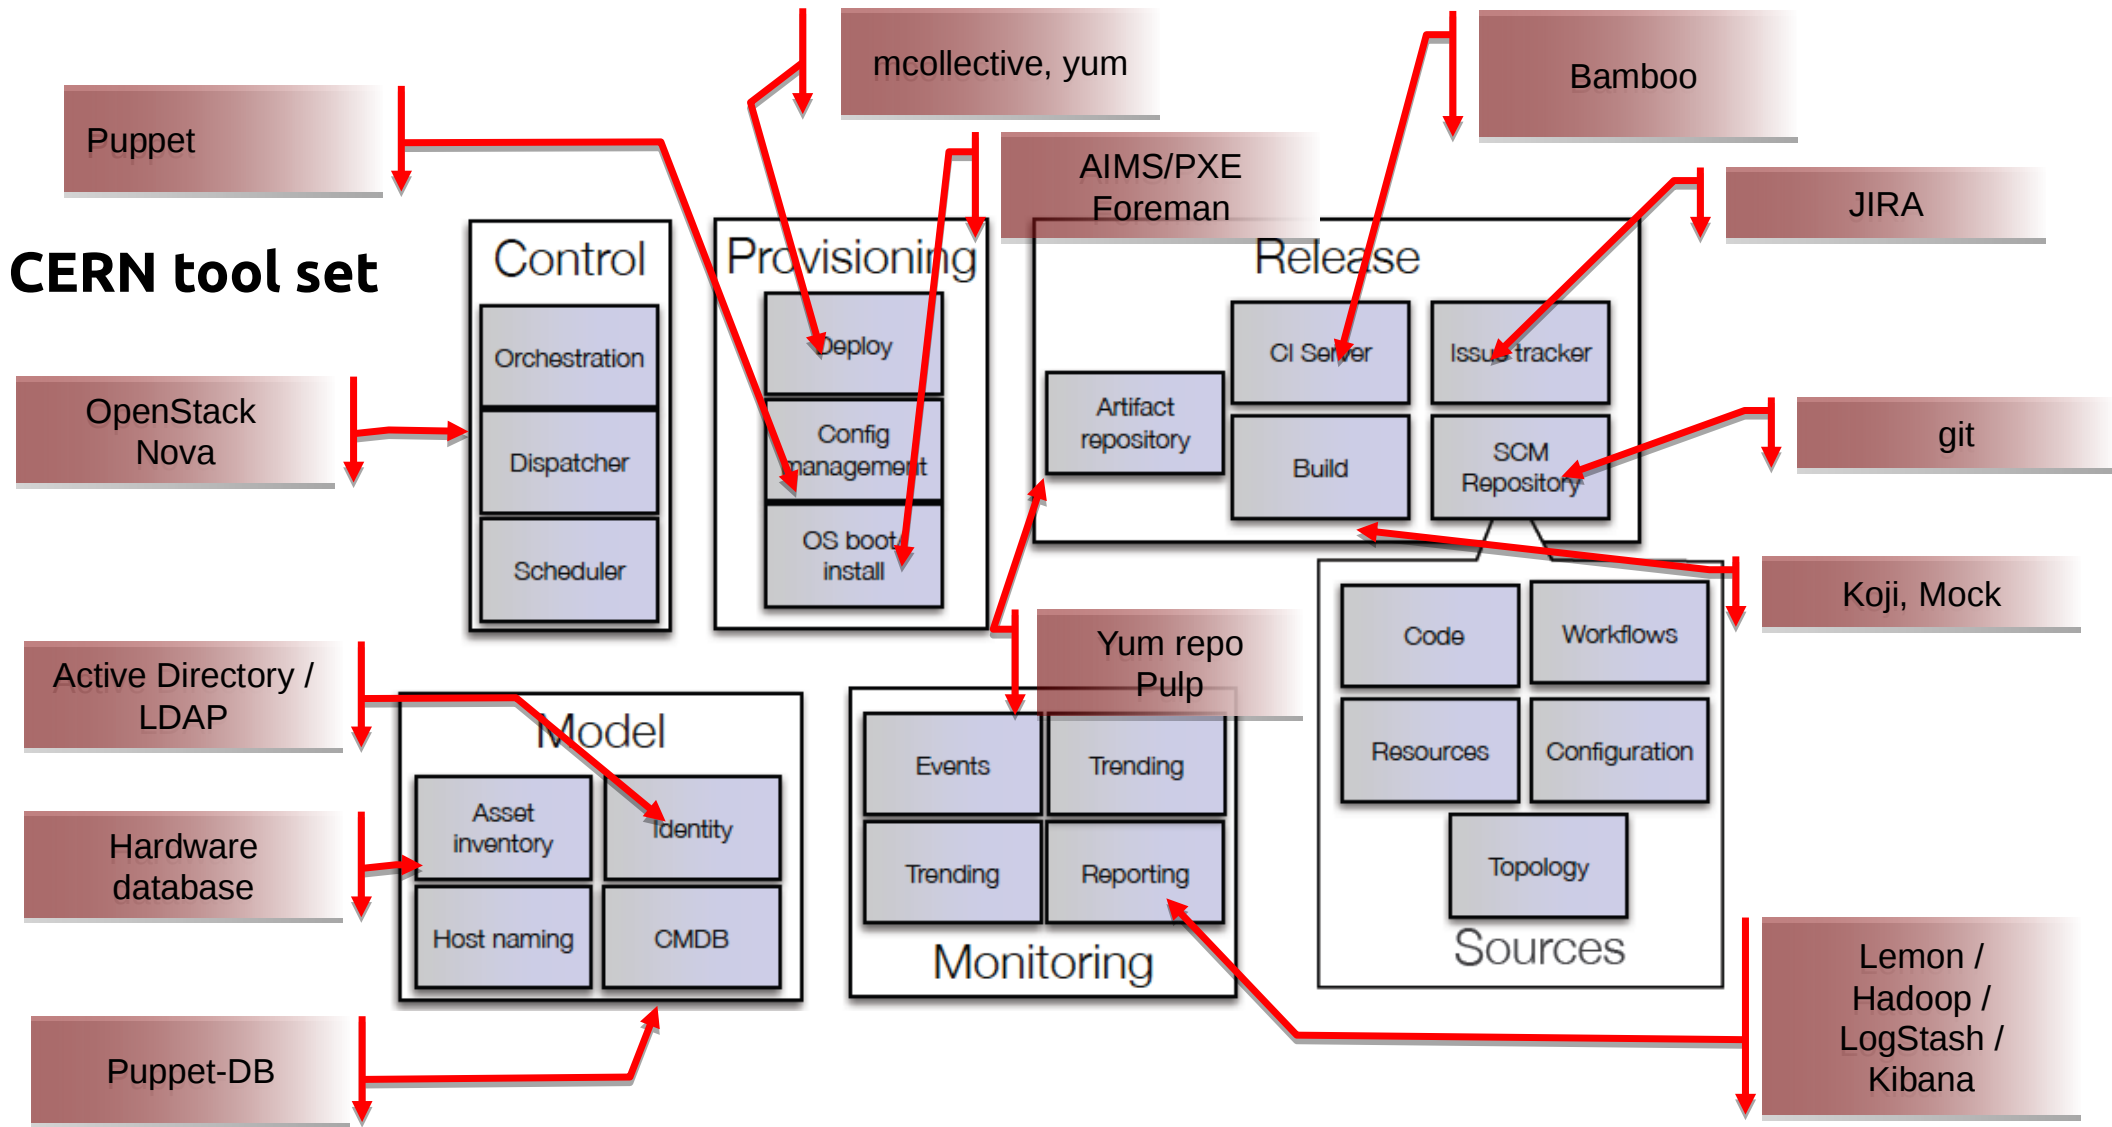 mcollective, yum
Bamboo
Puppet
AIMS/PXE
Foreman
JIRA
CERN tool set
Control
Provisioning
Release
Orchestration
Dispatcher
Scheduler
Deploy
Config
management
OS boot/
install
Artifact
repository
CI Server
Issue tracker
Build
SCM
Repository
OpenStack
Nova
git
Koji, Mock
Yum repo
Pulp
Active Directory /
LDAP
Model
Asset
inventory
Identity
Host naming
CMDB
Hardware
database
Puppet-DB
Events
Trending
Trending
Reporting
Monitoring
Code
Workflows
Resources
Configuration
Topology
Sources
Lemon /
Hadoop /
LogStash /
Kibana